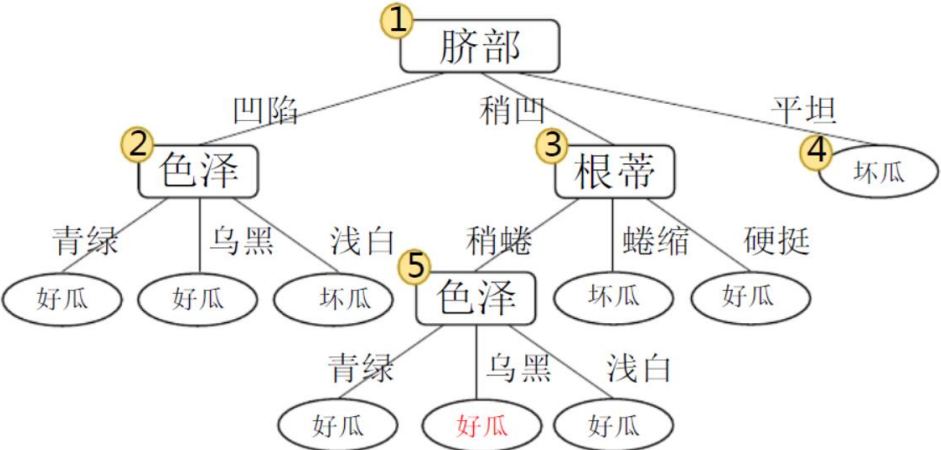 1
脐部
凹陷 稍凹 平坦
2 3 4
色泽 根蒂 坏瓜
青绿 乌黑 浅白 稍蜷 蜷缩 硬挺
5
好瓜 好瓜 坏瓜 色泽 坏瓜 好瓜
青绿 乌黑 浅白
好瓜 好瓜 好瓜